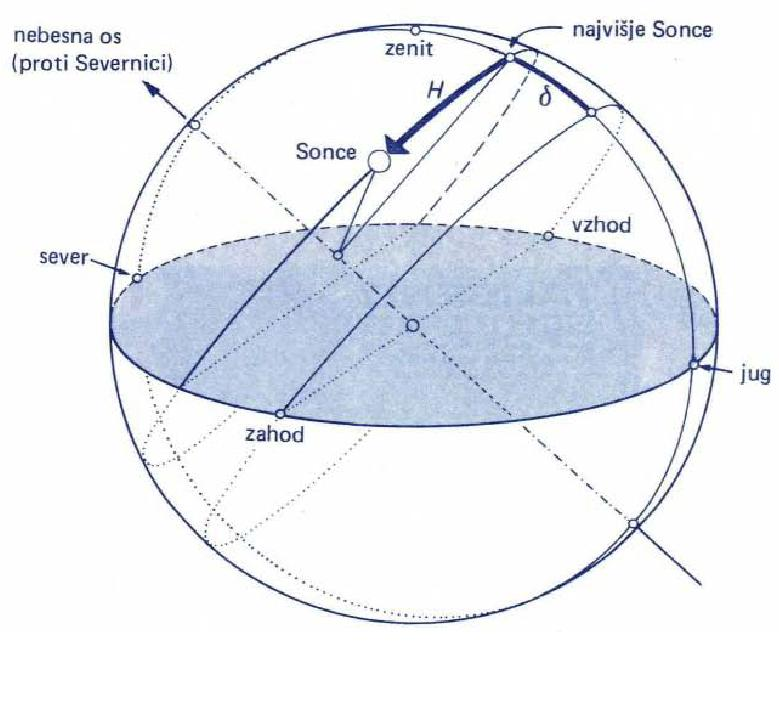 nebesna os
(proti Severnici)
zenit
najvišje Sonce
H
δ
Sonce
vzhod
sever
jug
zahod